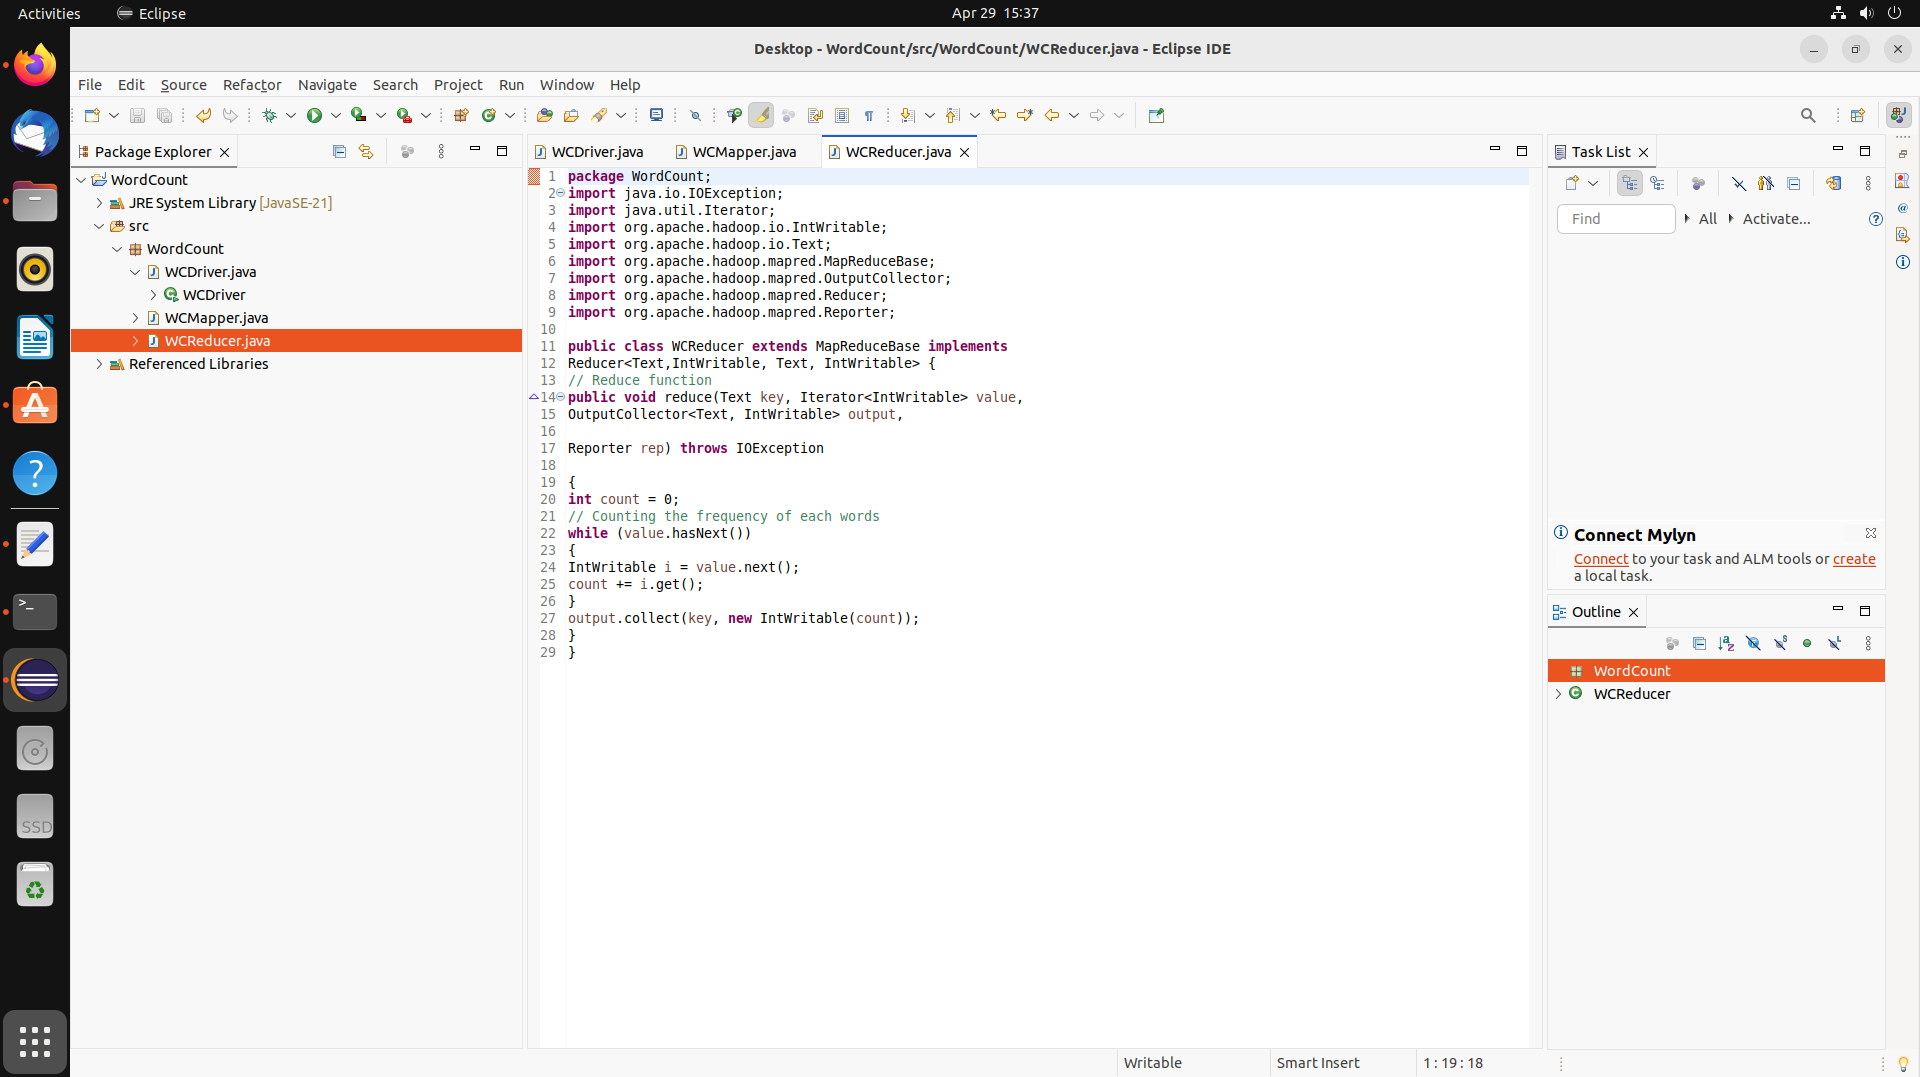 Activities Eclipse Apr 29 15:37
Desktop - WordCount/src/WordCount/WCReducer.java - Eclipse IDE
File Edit Source Refactor Navigate Search Project Run Window Help
Package Explorer
WordCount
JRE System Library [JavaSE-21]
src
WordCount
WCDriver.java
WCDriver
WCMapper.java
WCReducer.java
Referenced Libraries
WCDriver.java WCMapper.java WCReducer.java
1 package WordCount;
2 import java.io.IOException;
3 import java.util.Iterator;
4 import org.apache.hadoop.io.IntWritable;
5 import org.apache.hadoop.io.Text;
6 import org.apache.hadoop.mapred.MapReduceBase;
7 import org.apache.hadoop.mapred.OutputCollector;
8 import org.apache.hadoop.mapred.Reducer;
9 import org.apache.hadoop.mapred.Reporter;
10
11 public class WCReducer extends MapReduceBase implements
12 Reducer<Text,IntWritable, Text, IntWritable> {
13 // Reduce function
14 public void reduce(Text key, Iterator<IntWritable> value,
15 OutputCollector<Text, IntWritable> output,
16
17 Reporter rep) throws IOException
18
19 {
20 int count = 0;
21 // Counting the frequency of each words
22 while (value.hasNext())
23 {
24 IntWritable i = value.next();
25 count += i.get();
26 }
27 output.collect(key, new IntWritable(count));
28 }
29 }
Task List
Find All Activate...
Connect Mylyn
Connect to your task and ALM tools or create
a local task.
Outline
WordCount
WCReducer
SSD
Writable Smart Insert 1 : 19 : 18